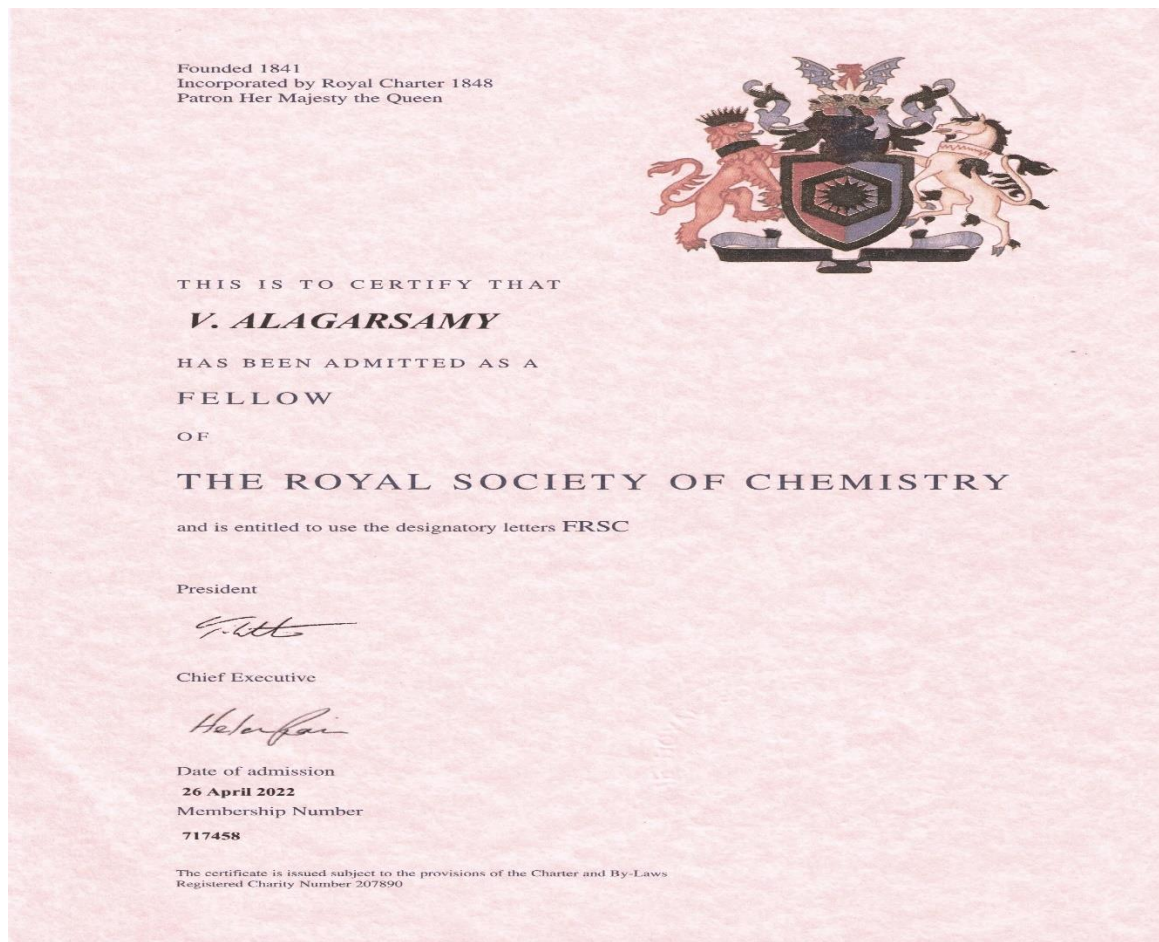 Founded 1841
Incorporated by Royal Charter 1848
Patron Her Majesty the Queen
THIS IS TO CERTIFY THAT
V. ALAGARSAMY
HAS BEEN ADMITTED AS A
FELLOW
OF
THE ROYAL SOCIETY OF CHEMISTRY
and is entitled to use the designatory letters FRSC
President
Chief Executive
Helen
Date of admission
26 April 2022
Membership Number
717458
The certificate is issued subject to the provisions of the Charter and By-Laws
Registered Charity Number 207890